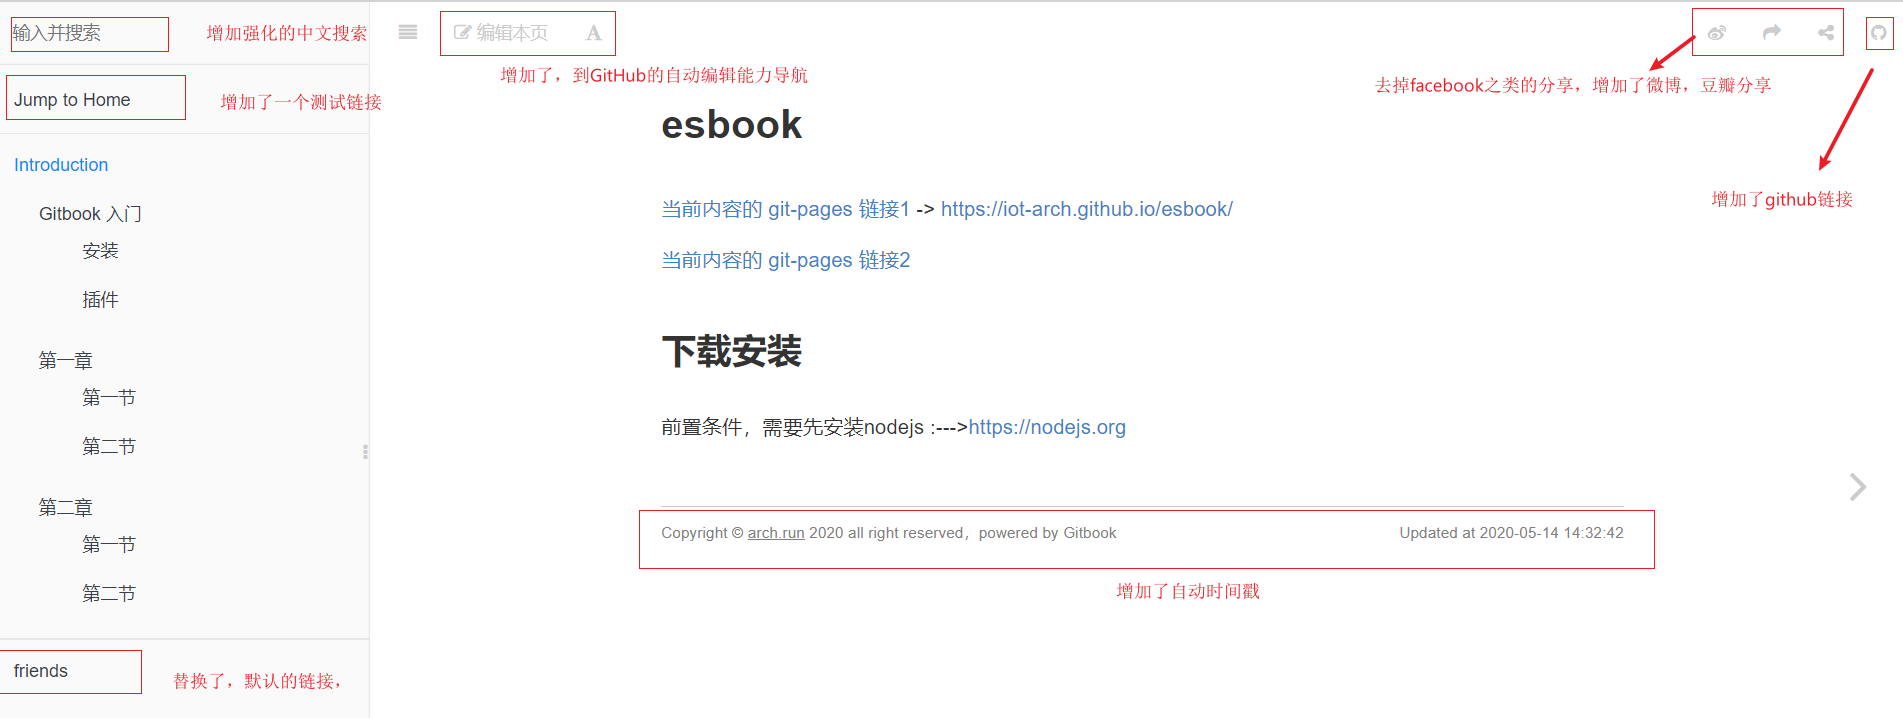 输入并搜索
增加强化的中文搜索
编辑本页
A
增加了，到GitHub的自动编辑能力导航
去掉facebook之类的分享，增加了微博，豆瓣分享
Jump to Home
增加了一个测试链接
esbook
Introduction
增加了github链接
Gitbook 入门
当前内容的 git-pages 链接1 -> https://iot-arch.github.io/esbook/
安装
当前内容的 git-pages 链接2
插件
下载安装
第一章
第一节
前置条件，需要先安装nodejs :--->https://nodejs.org
第二节
第二章
Copyright © arch.run 2020 all right reserved，powered by Gitbook
Updated at 2020-05-14 14:32:42
第一节
增加了自动时间戳
第二节
friends
替换了，默认的链接，